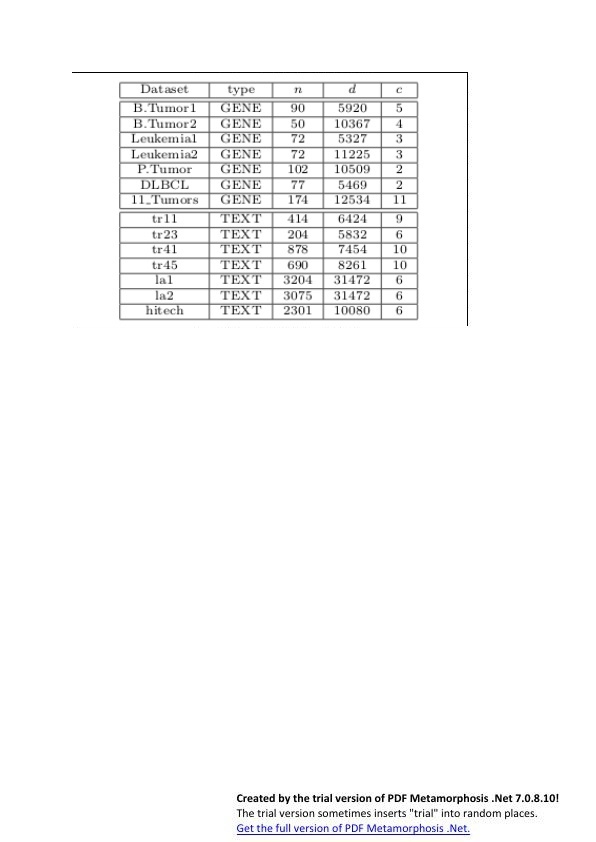 Dataset type n d c
B.Tumor1 GENE 90 5920 5
B.Tumor2 GENE 50 10367 4
Leukemia1 GENE 72 5327 3
Leukemia2 GENE 72 11225 3
P.Tumor GENE 102 10509 2
DLBCL GENE 77 5469 2
11_Tumors GENE 174 12534 11
tr11 TEXT 414 6424 9
tr23 TEXT 204 5832 6
tr41 TEXT 878 7454 10
tr45 TEXT 690 8261 10
la1 TEXT 3204 31472 6
la2 TEXT 3075 31472 6
hitech TEXT 2301 10080 6
Created by the trial version of PDF Metamorphosis .Net 7.0.8.10!
The trial version sometimes inserts "trial" into random places.
Get the full version of PDF Metamorphosis .Net.